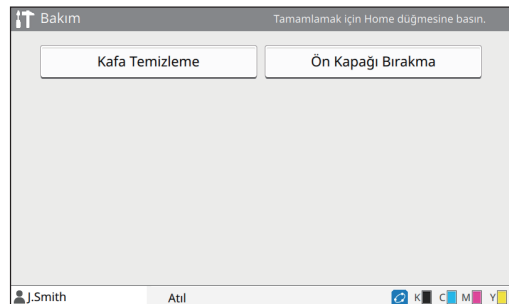 Bakım
Tamamlamak için Home düğmesine basın.
Kafa Temizleme
Ön Kapağı Bırakma
J.Smith
Atıl
K C M Y